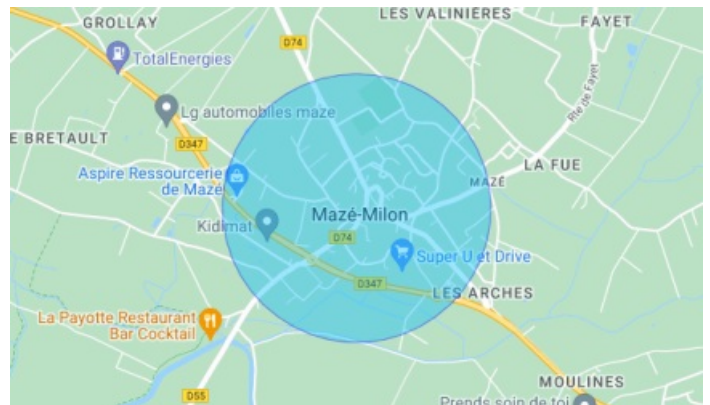 GROLLAY
LES VALINIÈRES
FAYET
D74
TotalEnergies
Lg automobiles maze
Rte de Fayet
E BRETAULT
D347
LA FUE
Aspire Ressourcerie
de Mazé
MAZÉ
Mazé-Milon
Kidimat
D74
Super U et Drive
D347
LES ARCHES
La Payotte Restaurant
Bar Cocktail
MOULINES
D55
Prends soin de toi